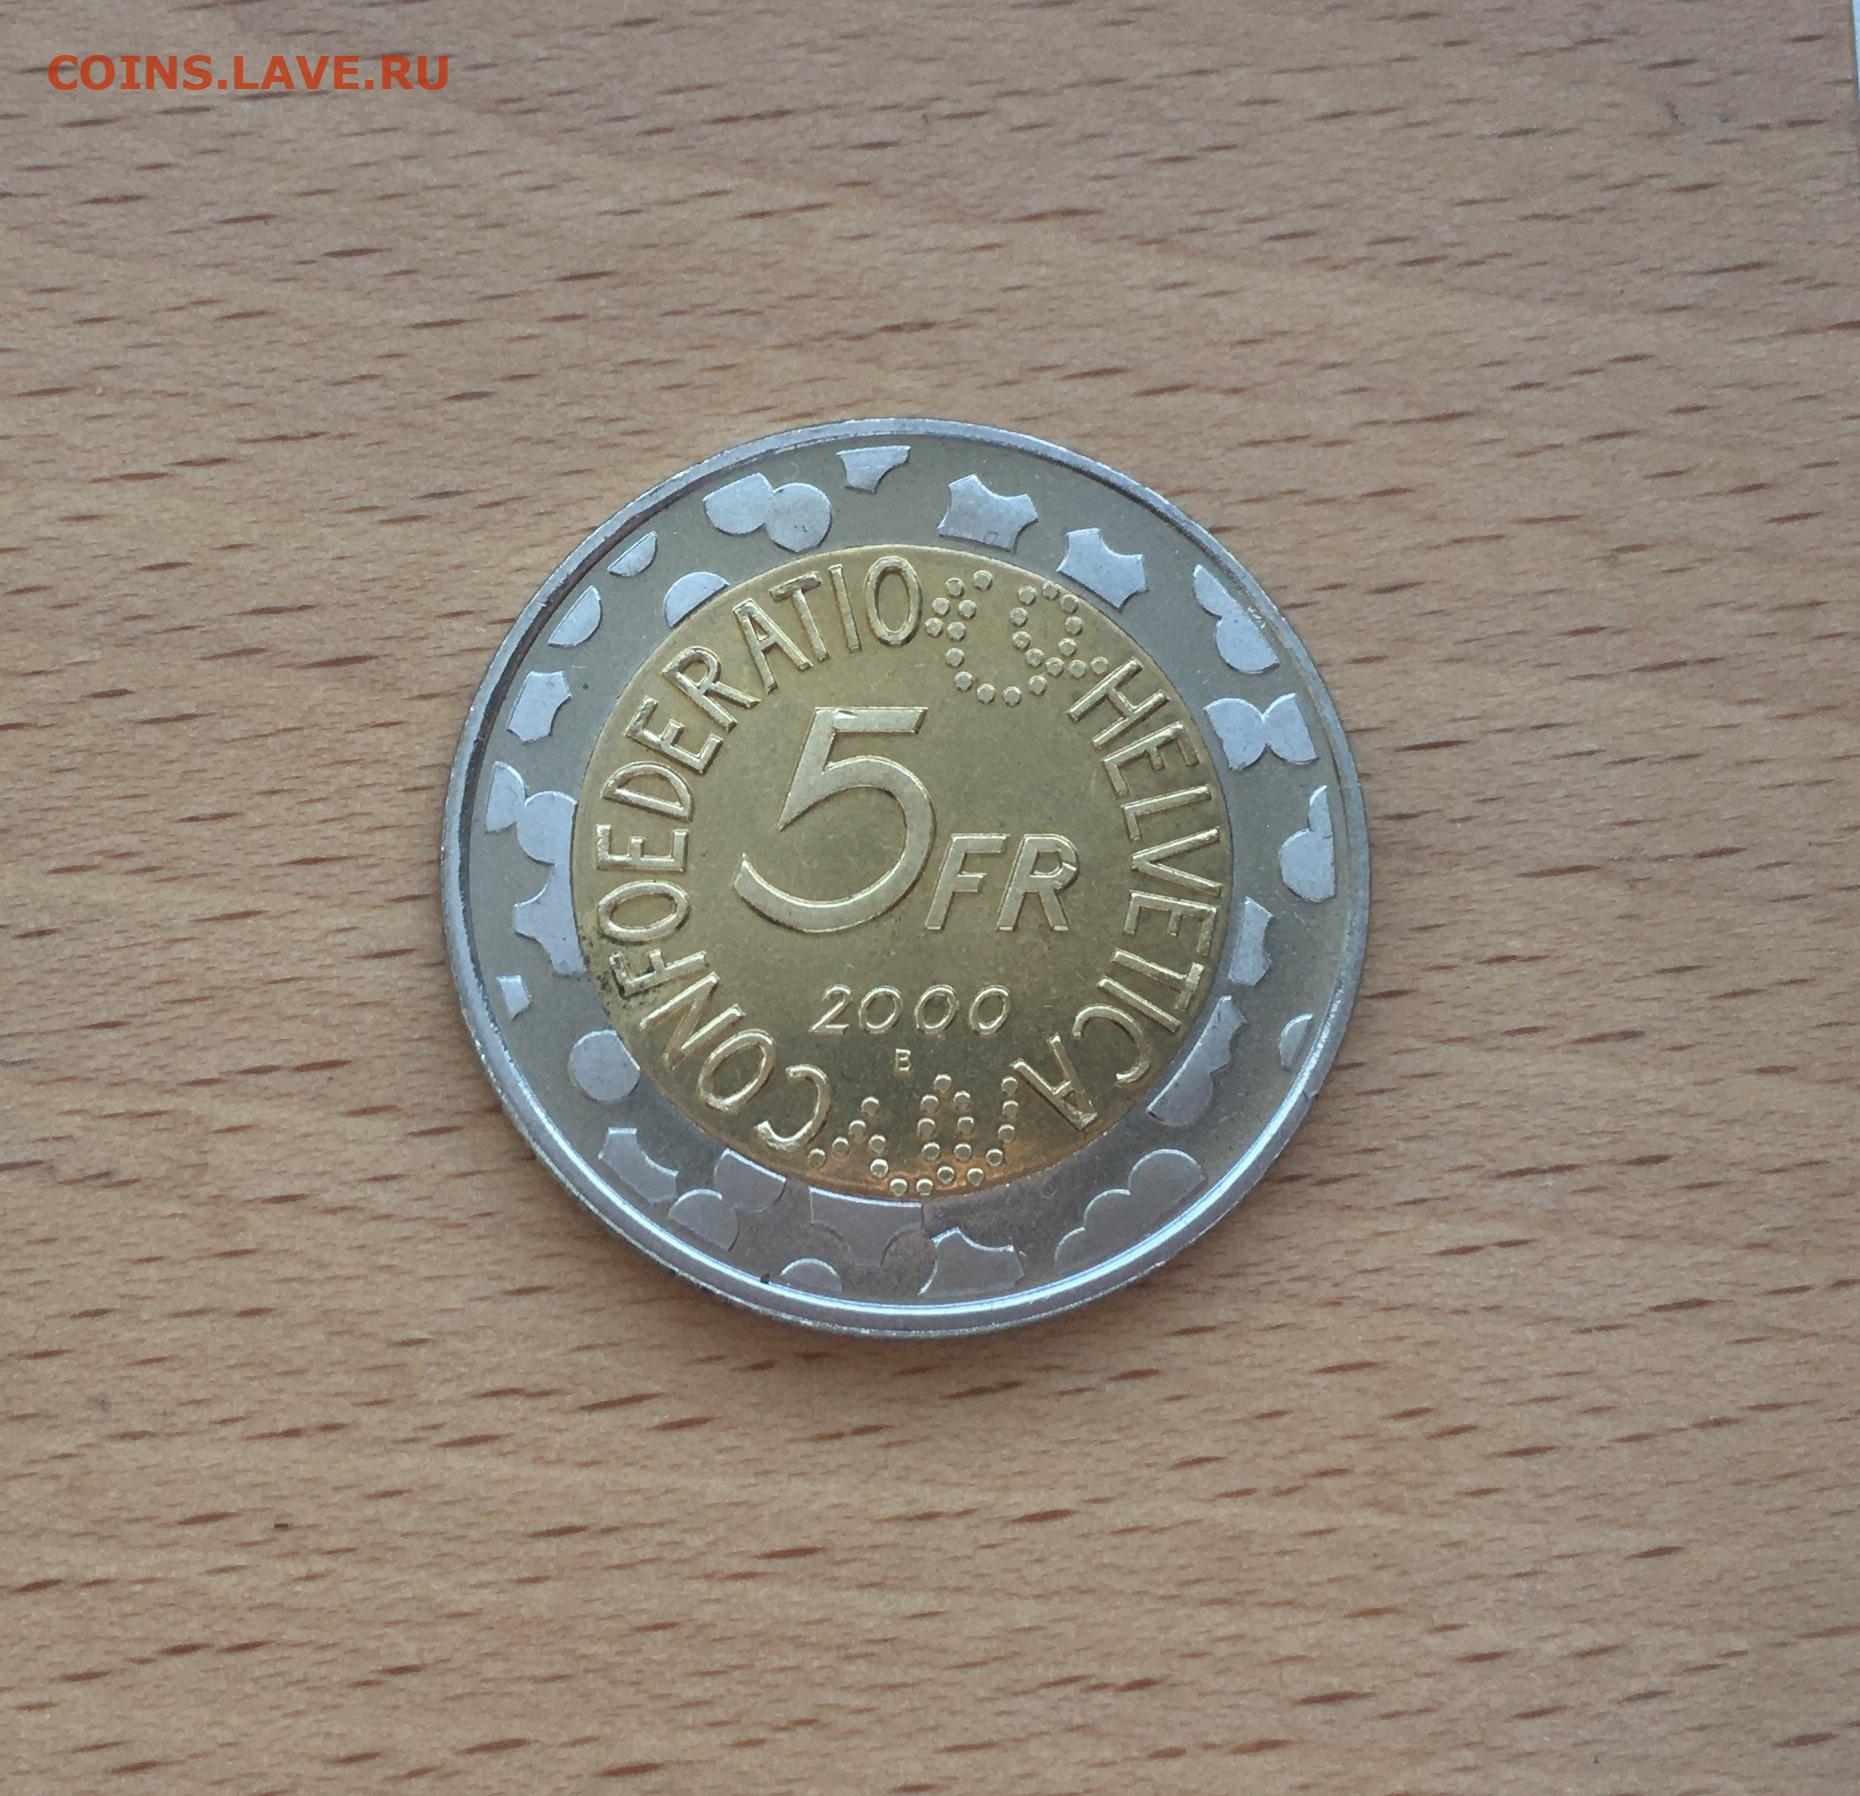 COINS.LAVE.RU
CONFOEDERATIO HELVETICA
5 FR
2000
B